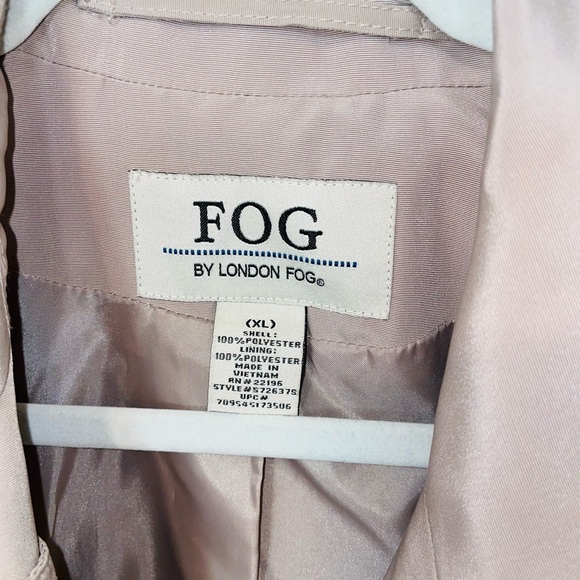 FOG
BY LONDON FOG®
(XL)
SHELL:
100%POLYESTER
LINING:
100%POLYESTER
MADE IN
VIETNAM
RN# 22196
STYLE#572637S
UPC#
709545173506